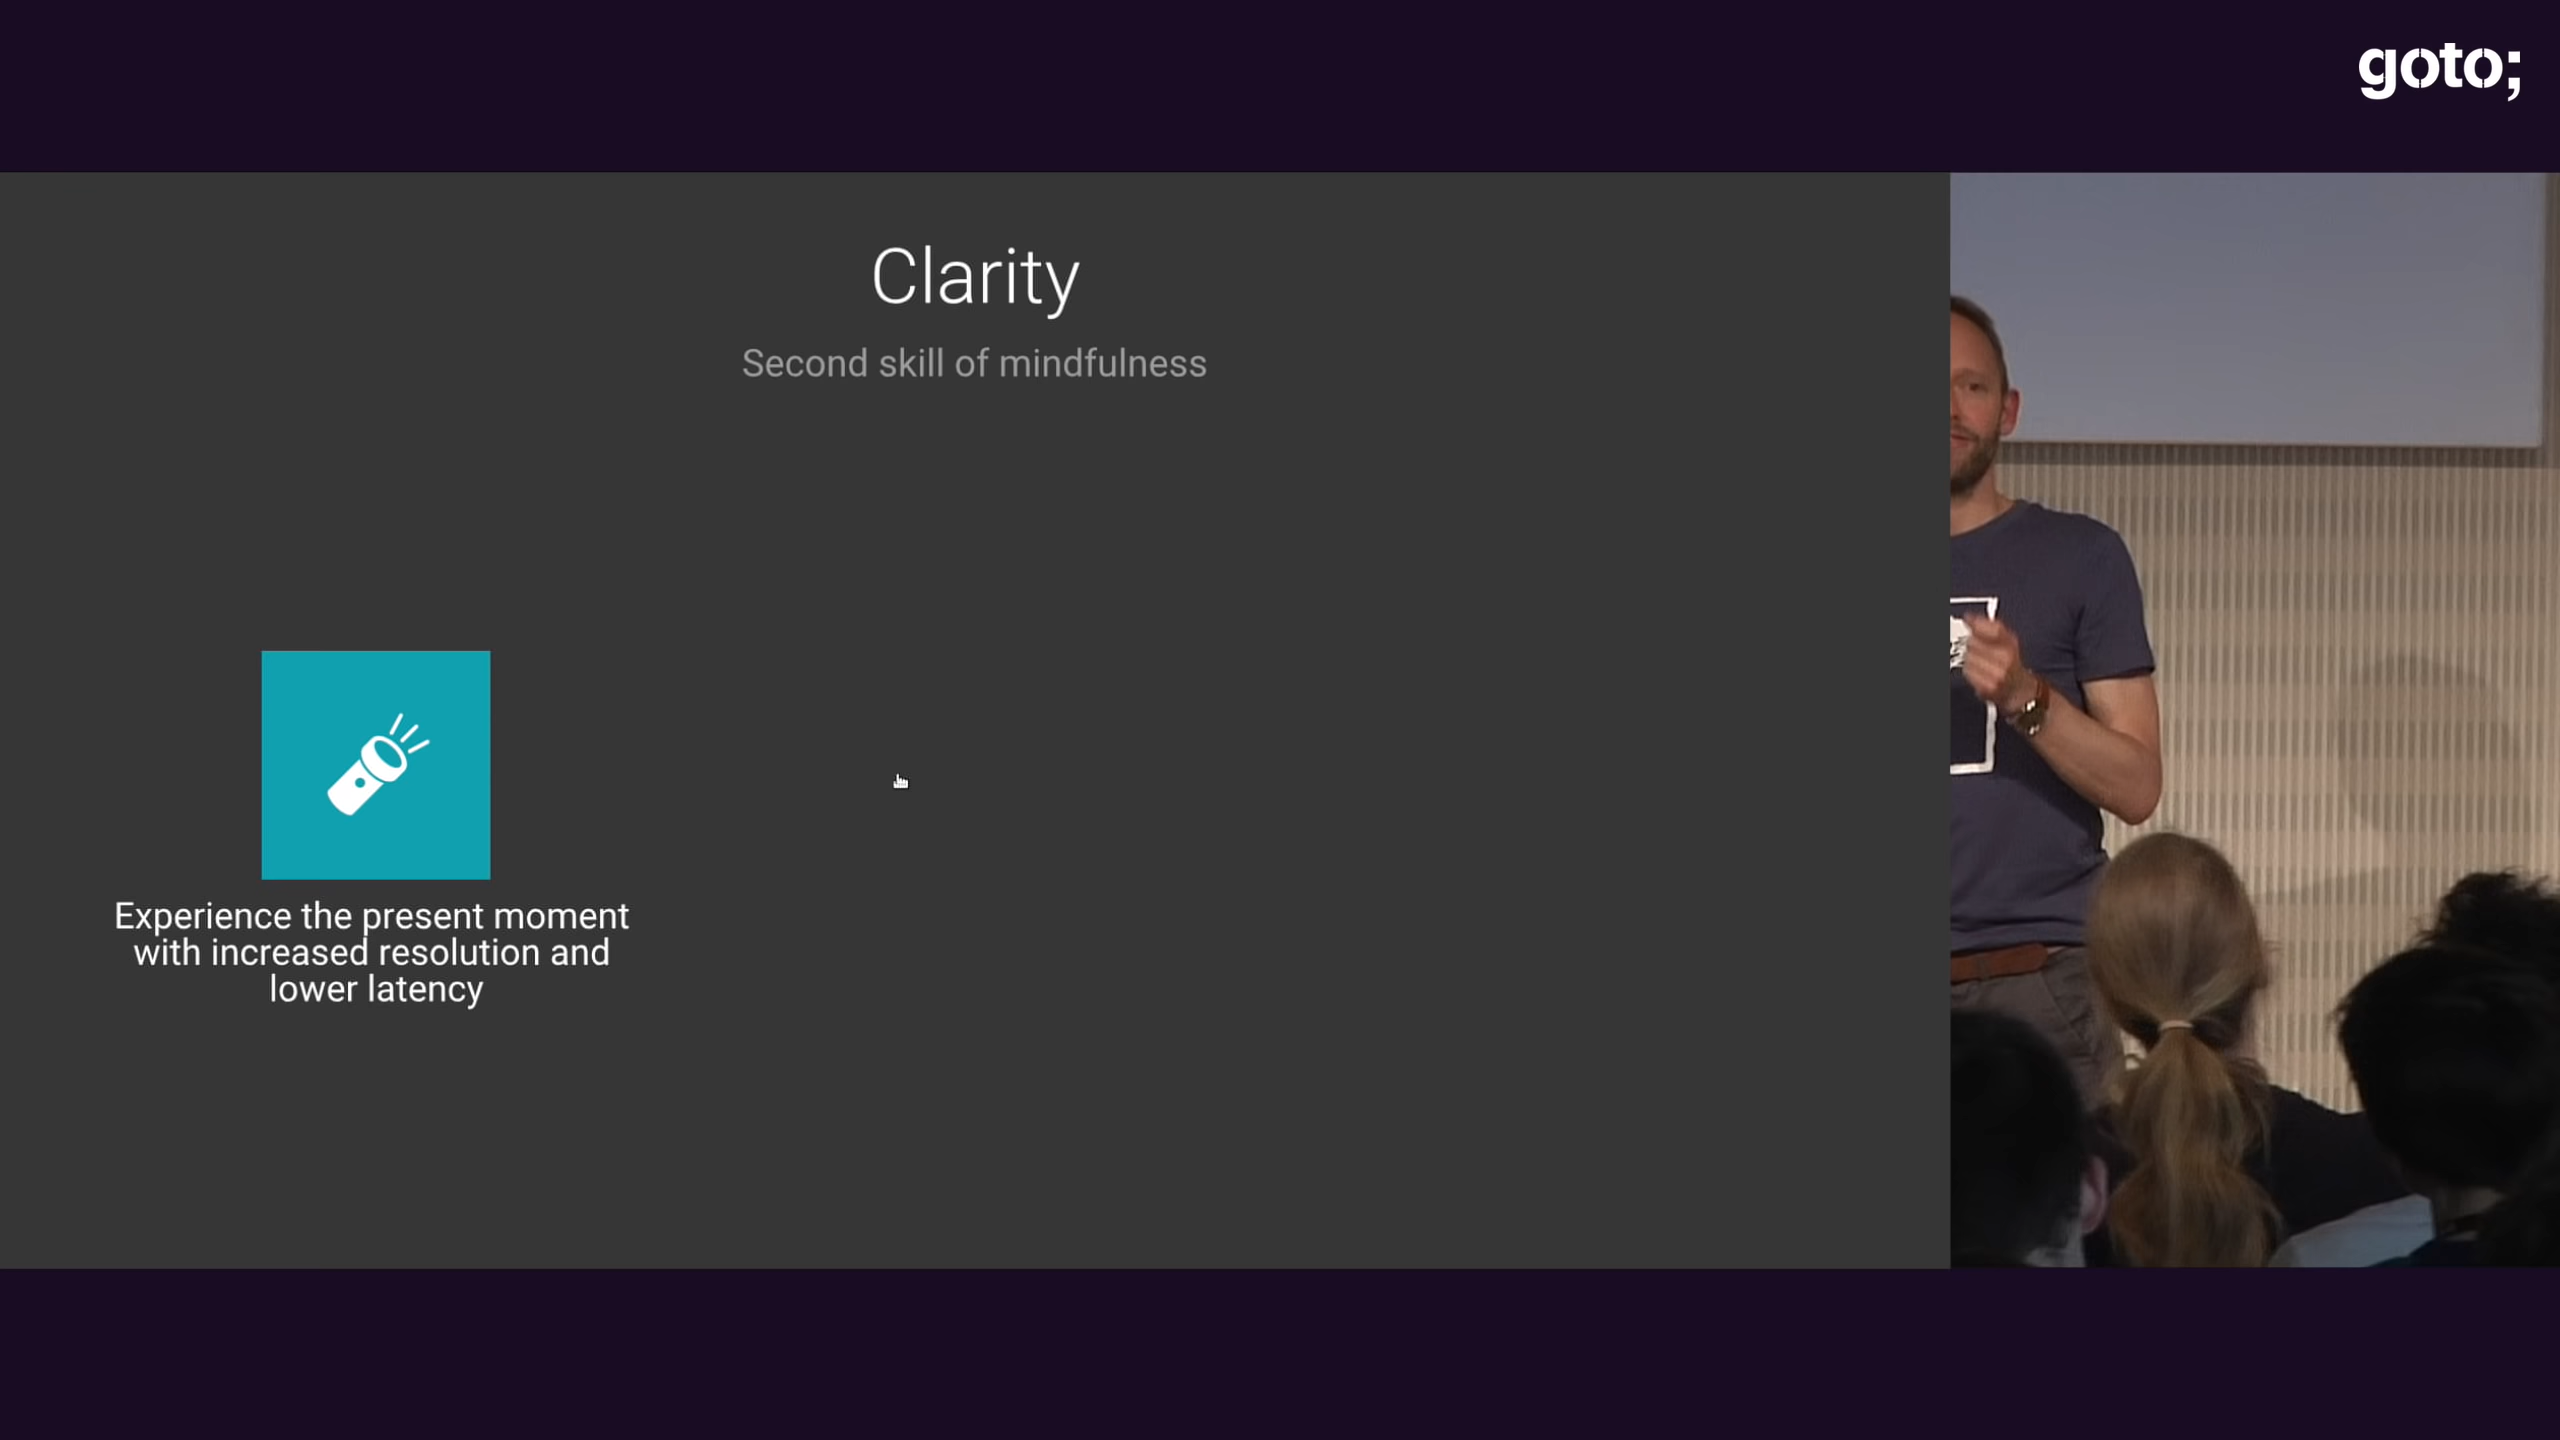 goto;
Clarity
Second skill of mindfulness
Experience the present moment
with increased resolution and
lower latency